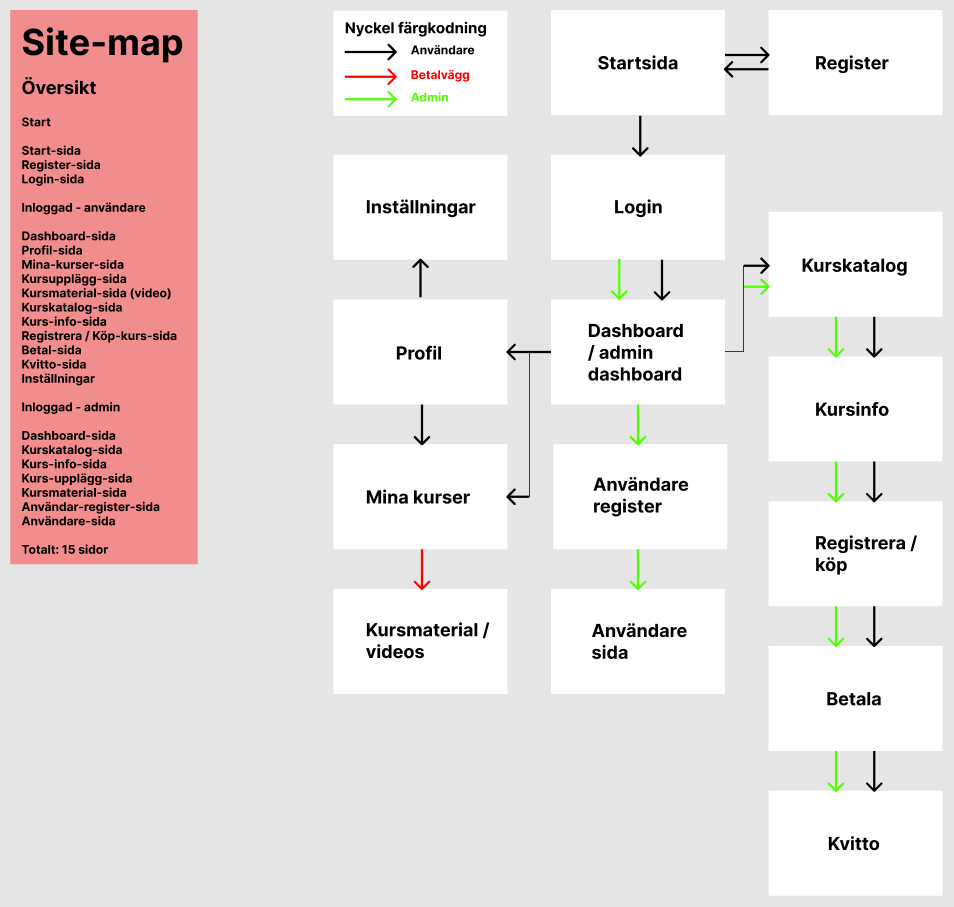 Site-map
Översikt
Start
Start-sida
Register-sida
Login-sida
Inloggad - användare
Dashboard-sida
Profil-sida
Mina-kurser-sida
Kursupplägg-sida
Kursmaterial-sida (video)
Kurskatalog-sida
Kurs-info-sida
Registrera / Köp-kurs-sida
Betal-sida
Kvitto-sida
Inställningar
Inloggad - admin
Dashboard-sida
Kurskatalog-sida
Kurs-info-sida
Kurs-upplägg-sida
Kursmaterial-sida
Användar-register-sida
Användare-sida
Totalt: 15 sidor
Nyckel färgkodning
Användare
Betalvägg
Admin
Startsida
Register
Inställningar
Login
Kurskatalog
Profil
Dashboard
/ admin
dashboard
Kursinfo
Mina kurser
Användare
register
Registrera /
köp
Kursmaterial /
videos
Användare
sida
Betala
Kvitto